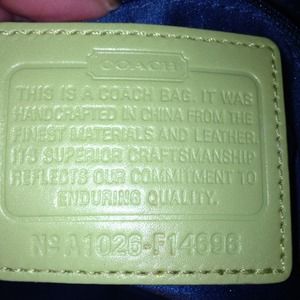 COACH
THIS IS A COACH BAG. IT WAS
HANDCRAFTED IN CHINA FROM THE
FINEST MATERIALS AND LEATHER.
ITS SUPERIOR CRAFTSMANSHIP
REFLECTS OUR COMMITMENT TO
ENDURING QUALITY.
Nº A1026-F14696